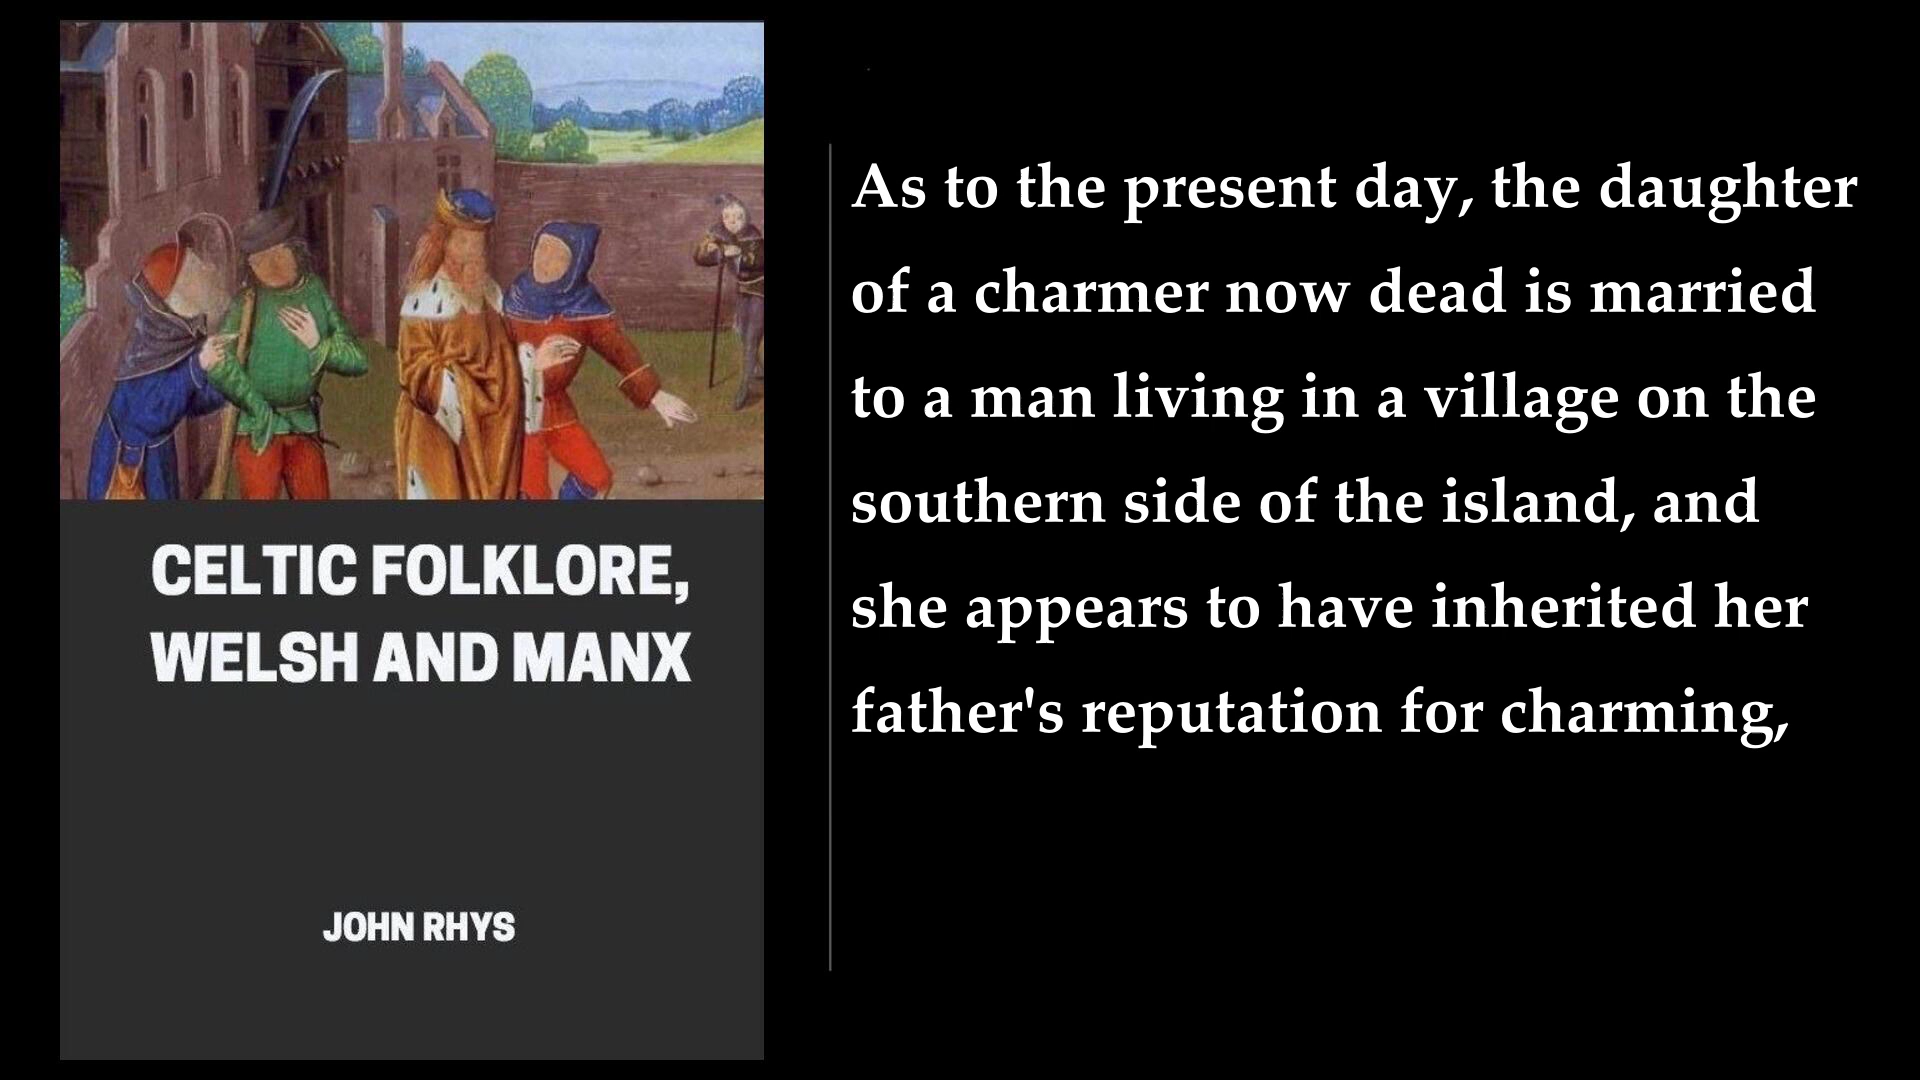 CELTIC FOLKLORE,
WELSH AND MANX
JOHN RHYS
As to the present day, the daughter
of a charmer now dead is married
to a man living in a village on the
southern side of the island, and
she appears to have inherited her
father's reputation for charming,